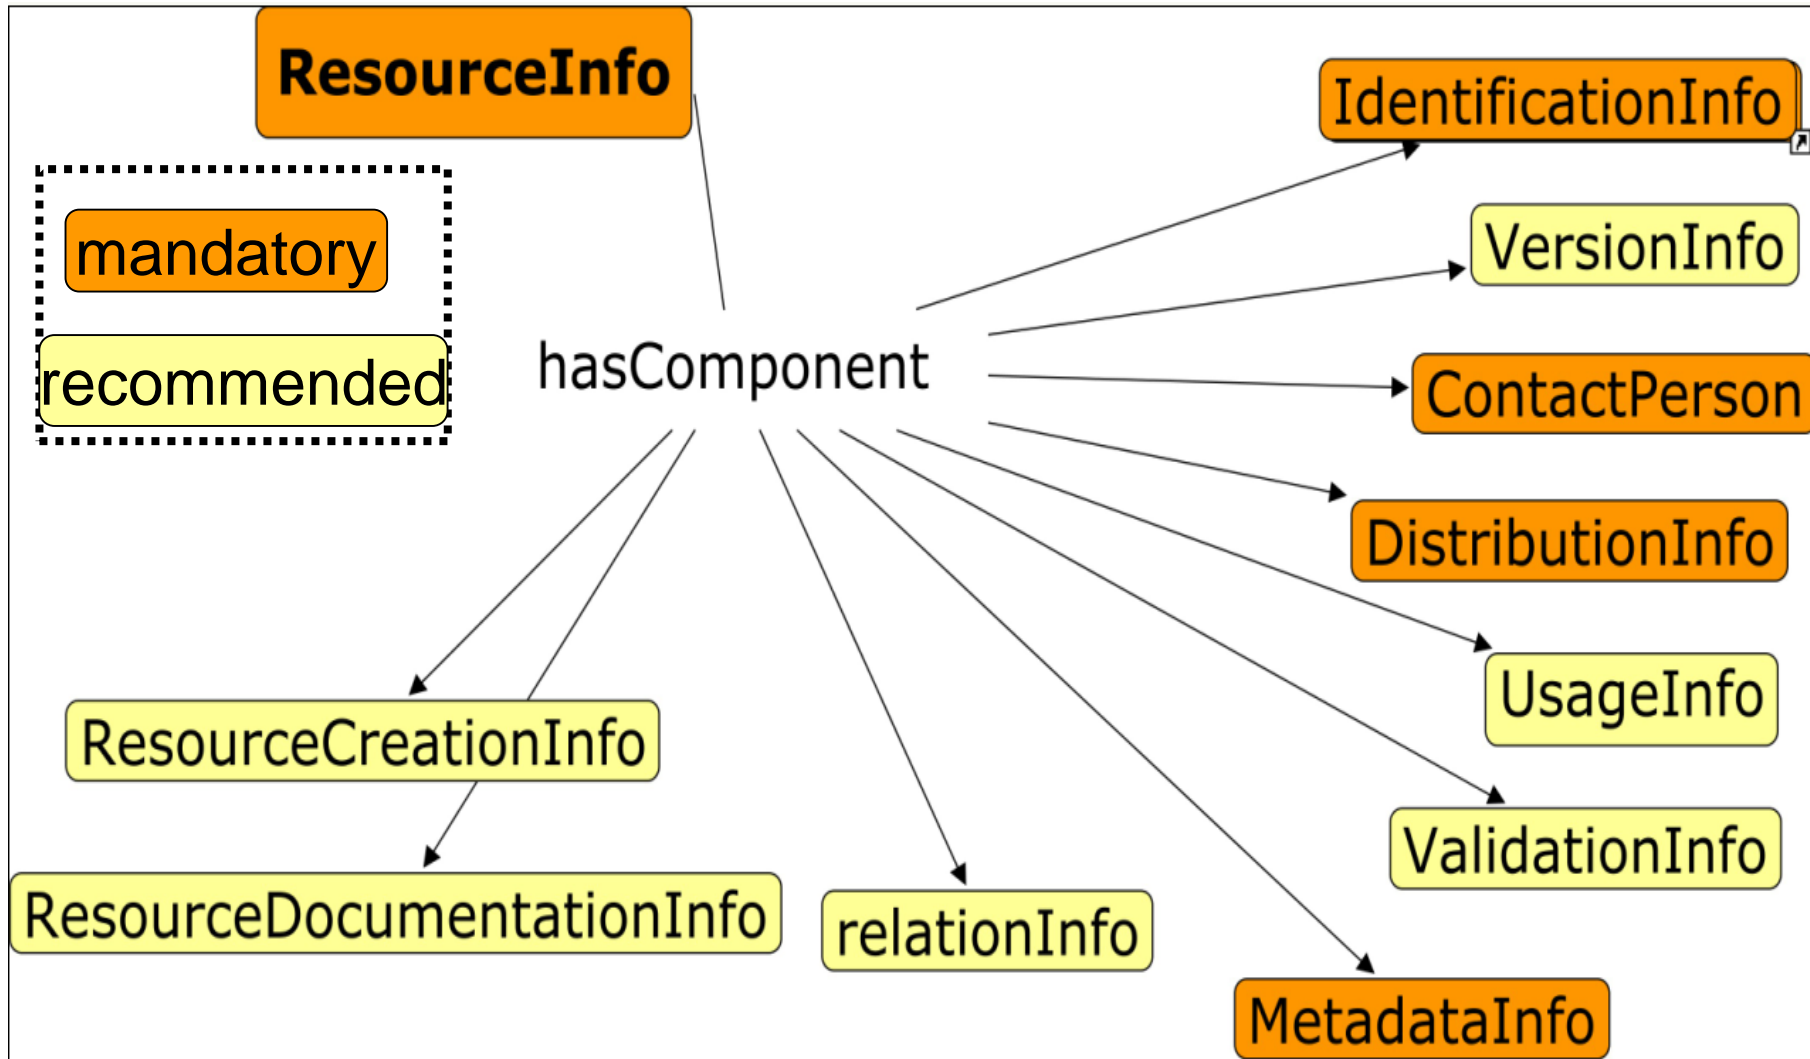 ResourceInfo
IdentificationInfo
mandatory
VersionInfo
recommended
hasComponent
ContactPerson
DistributionInfo
UsageInfo
ResourceCreationInfo
ValidationInfo
ResourceDocumentationInfo
relationInfo
MetadataInfo